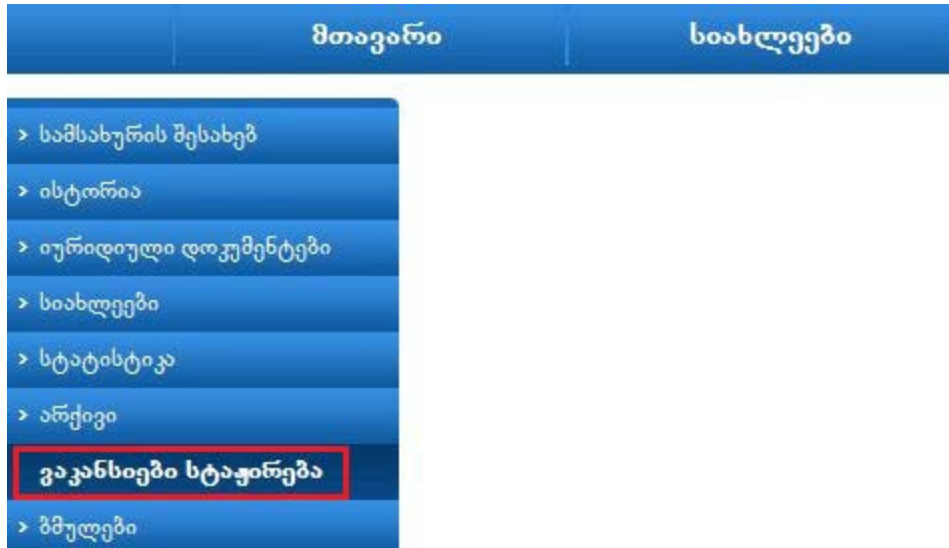 მთავარი სიახლეები
> სამსახურის შესახებ
> ისტორია
> იურიდიული დოკუმენტები
> სიახლეები
> სტატისტიკა
> არქივი
ვაკანსიები სტაჟირება
> ბმულები